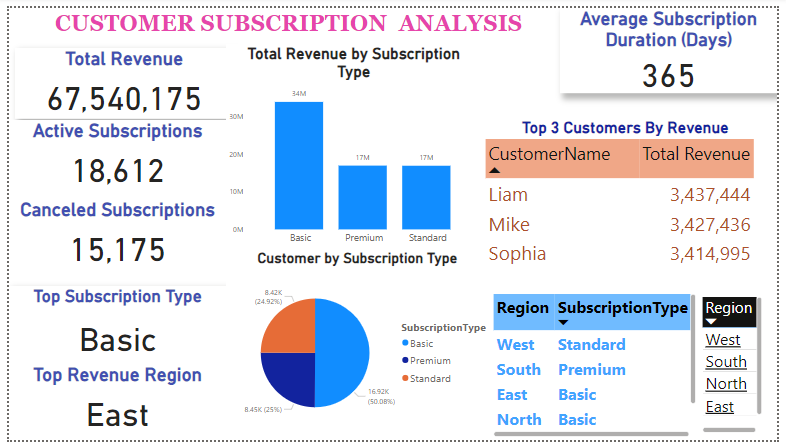 CUSTOMER SUBSCRIPTION ANALYSIS
Total Revenue
67,540,175
Active Subscriptions
18,612
Canceled Subscriptions
15,175
Top Subscription Type
Basic
Top Revenue Region
East
Total Revenue by Subscription
Type
34M
30M
20M
10M
0M
17M
17M
Basic
Premium
Standard
Customer by Subscription Type
8.42K
(24.92%)
8.45K (25%)
16.92K
(50.08%)
SubscriptionType
Basic
Premium
Standard
Average Subscription
Duration (Days)
365
Top 3 Customers By Revenue
CustomerName Total Revenue
Liam 3,437,444
Mike 3,427,436
Sophia 3,414,995
Region SubscriptionType
West Standard
South Premium
East Basic
North Basic
Region
West
South
North
East